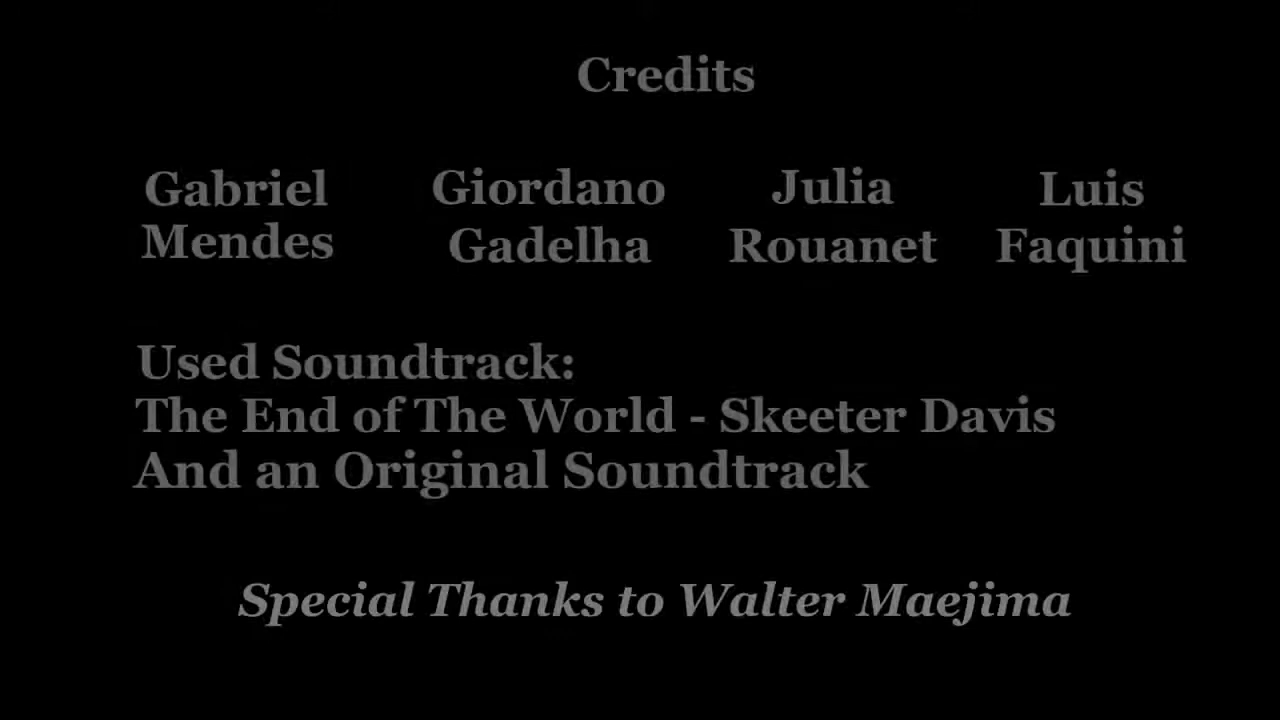 Credits
Gabriel Giordano Julia Luis
Mendes Gadelha Rouanet Faquini
Used Soundtrack:
The End of The World - Skeeter Davis
And an Original Soundtrack
Special Thanks to Walter Maejima